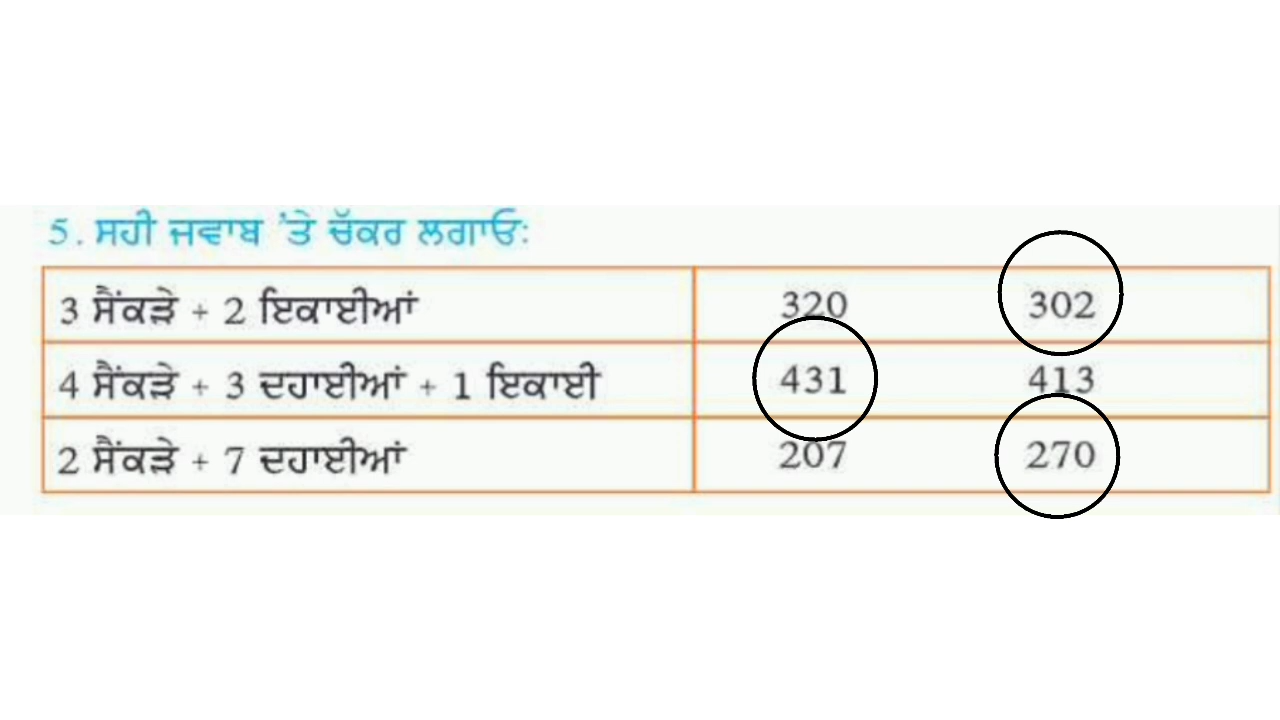 5. ਸਹੀ ਜਵਾਬ 'ਤੇ ਚੱਕਰ ਲਗਾਓ:
3 ਸੈਂਕੜੇ + 2 ਇਕਾਈਆਂ 320 302
4 ਸੈਂਕੜੇ + 3 ਦਹਾਈਆਂ + 1 ਇਕਾਈ 431 413
2 ਸੈਂਕੜੇ + 7 ਦਹਾਈਆਂ 207 270